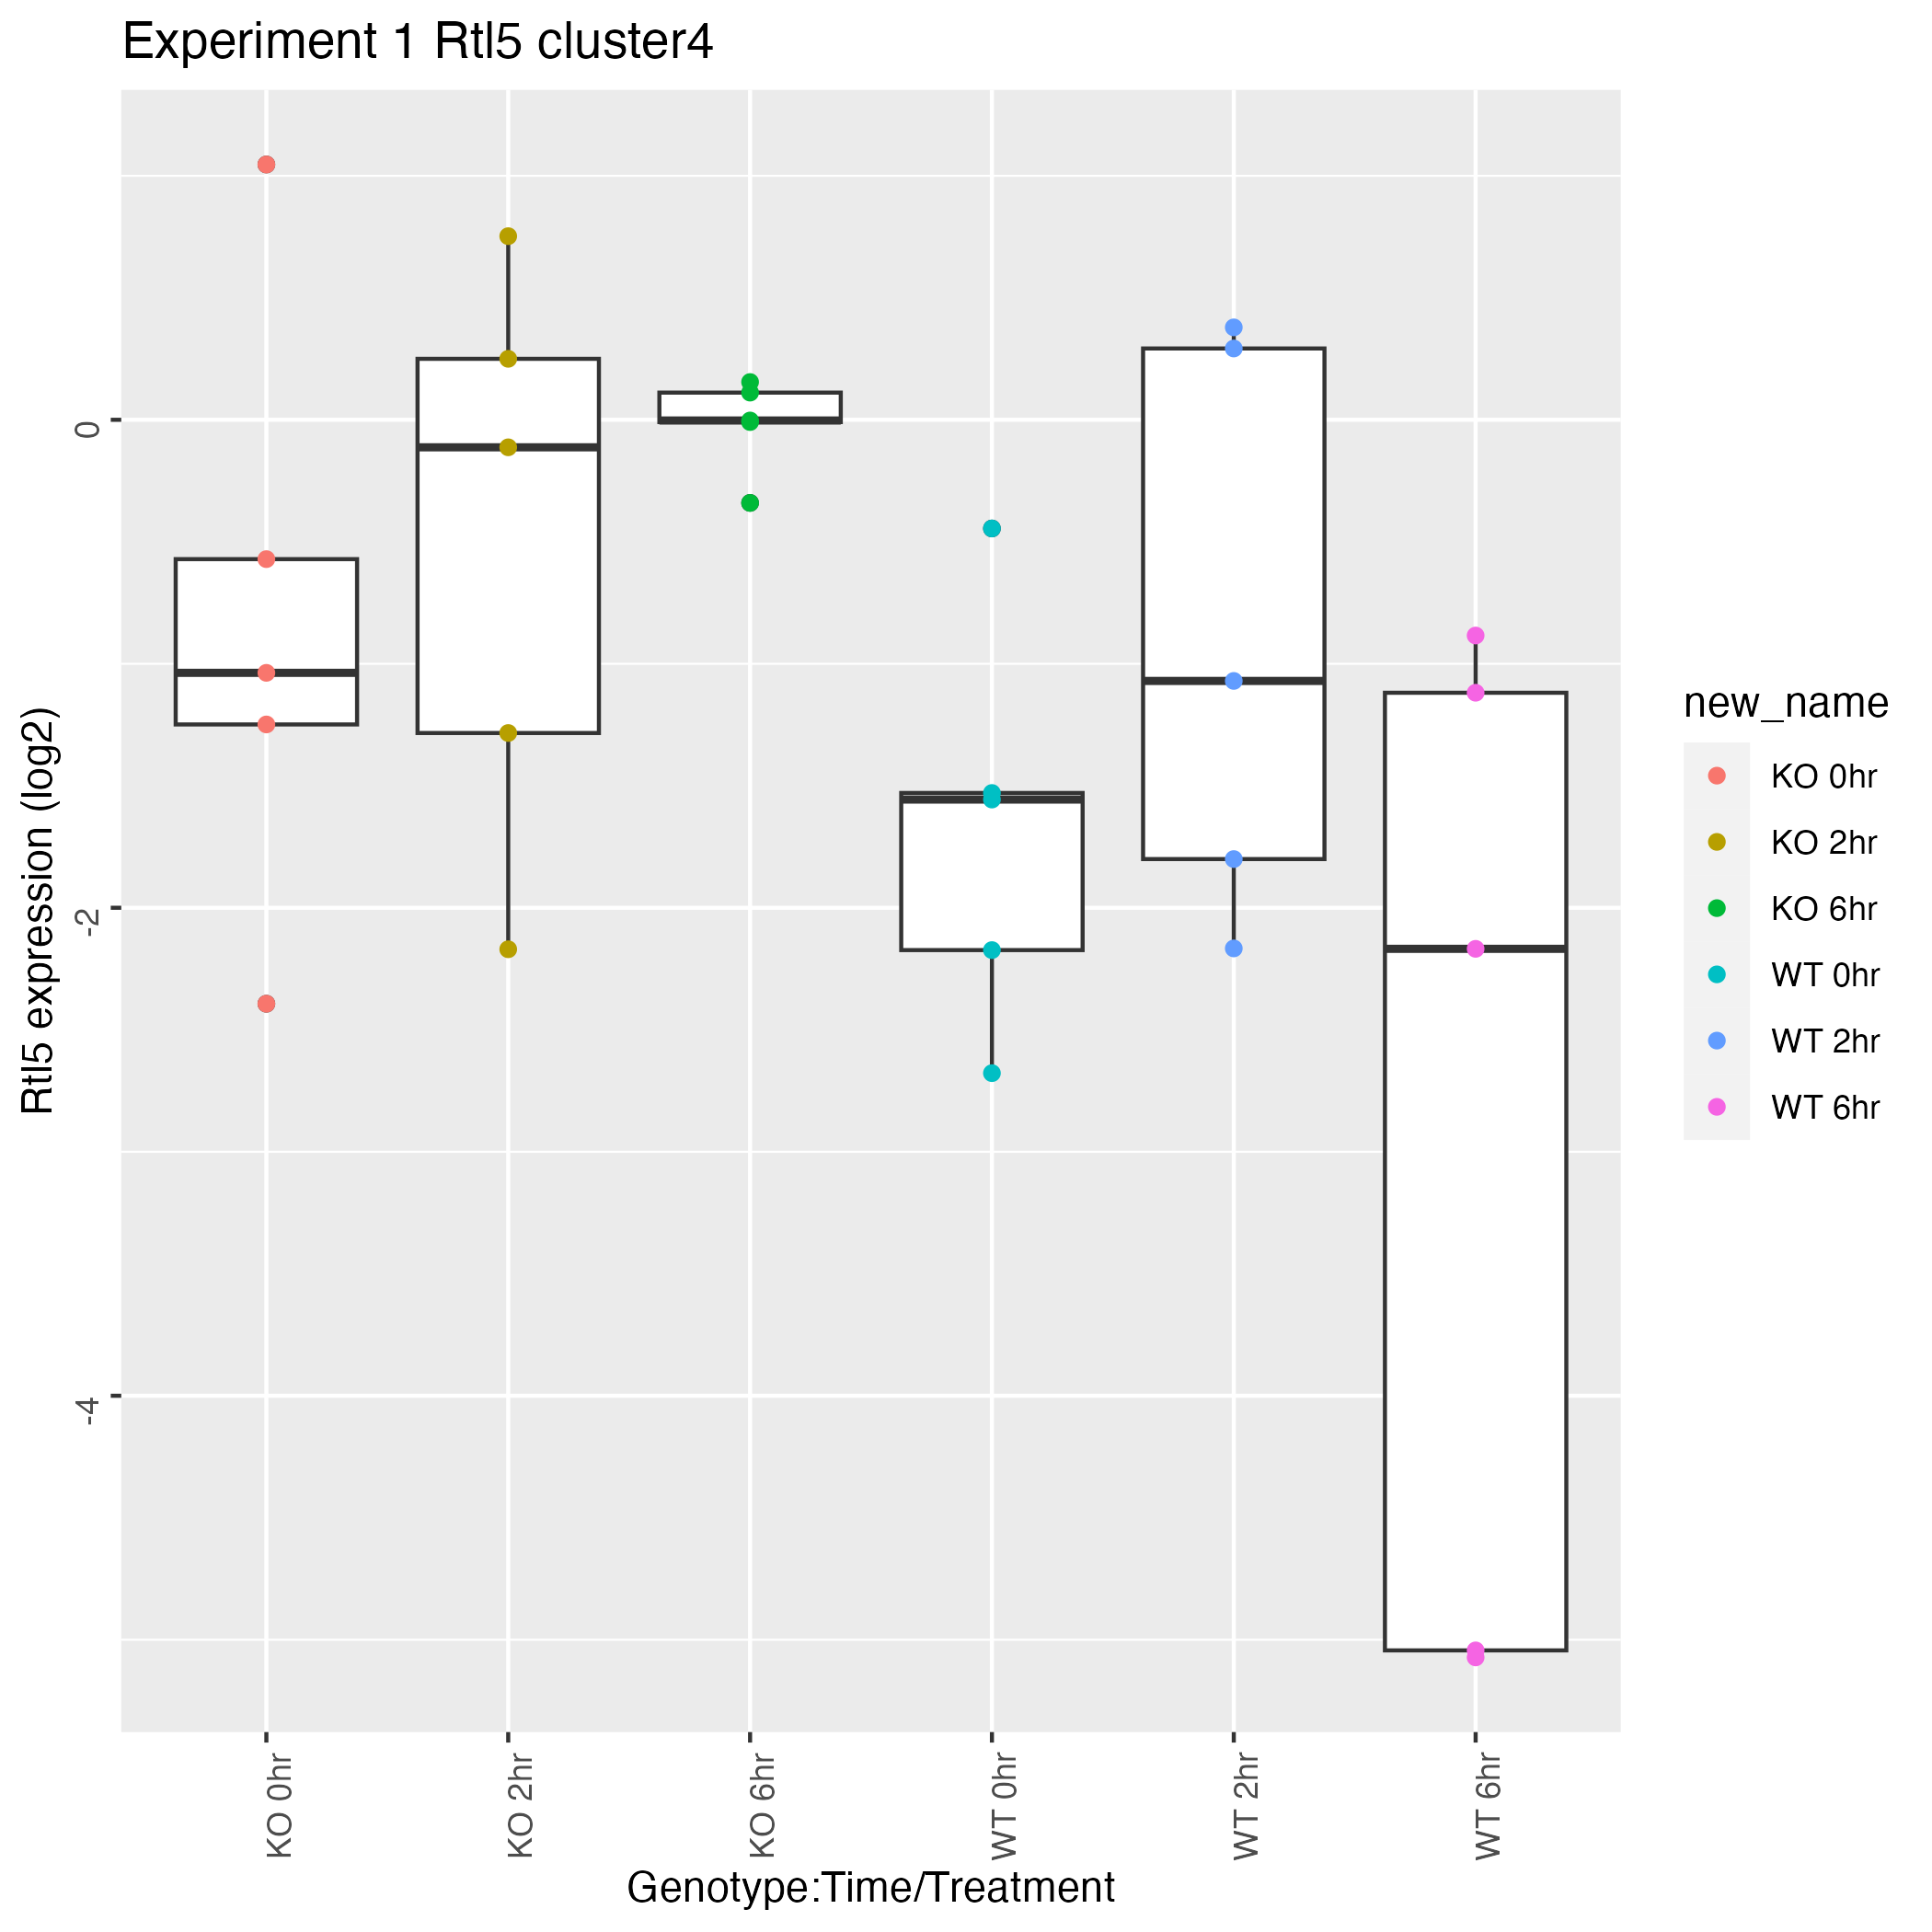 Experiment 1 Rtl5 cluster4
Rtl5 expression (log2)
0
-2
-4
KO 0hr
KO 2hr
KO 6hr
WT 0hr
WT 2hr
WT 6hr
Genotype:Time/Treatment
new_name
KO 0hr
KO 2hr
KO 6hr
WT 0hr
WT 2hr
WT 6hr